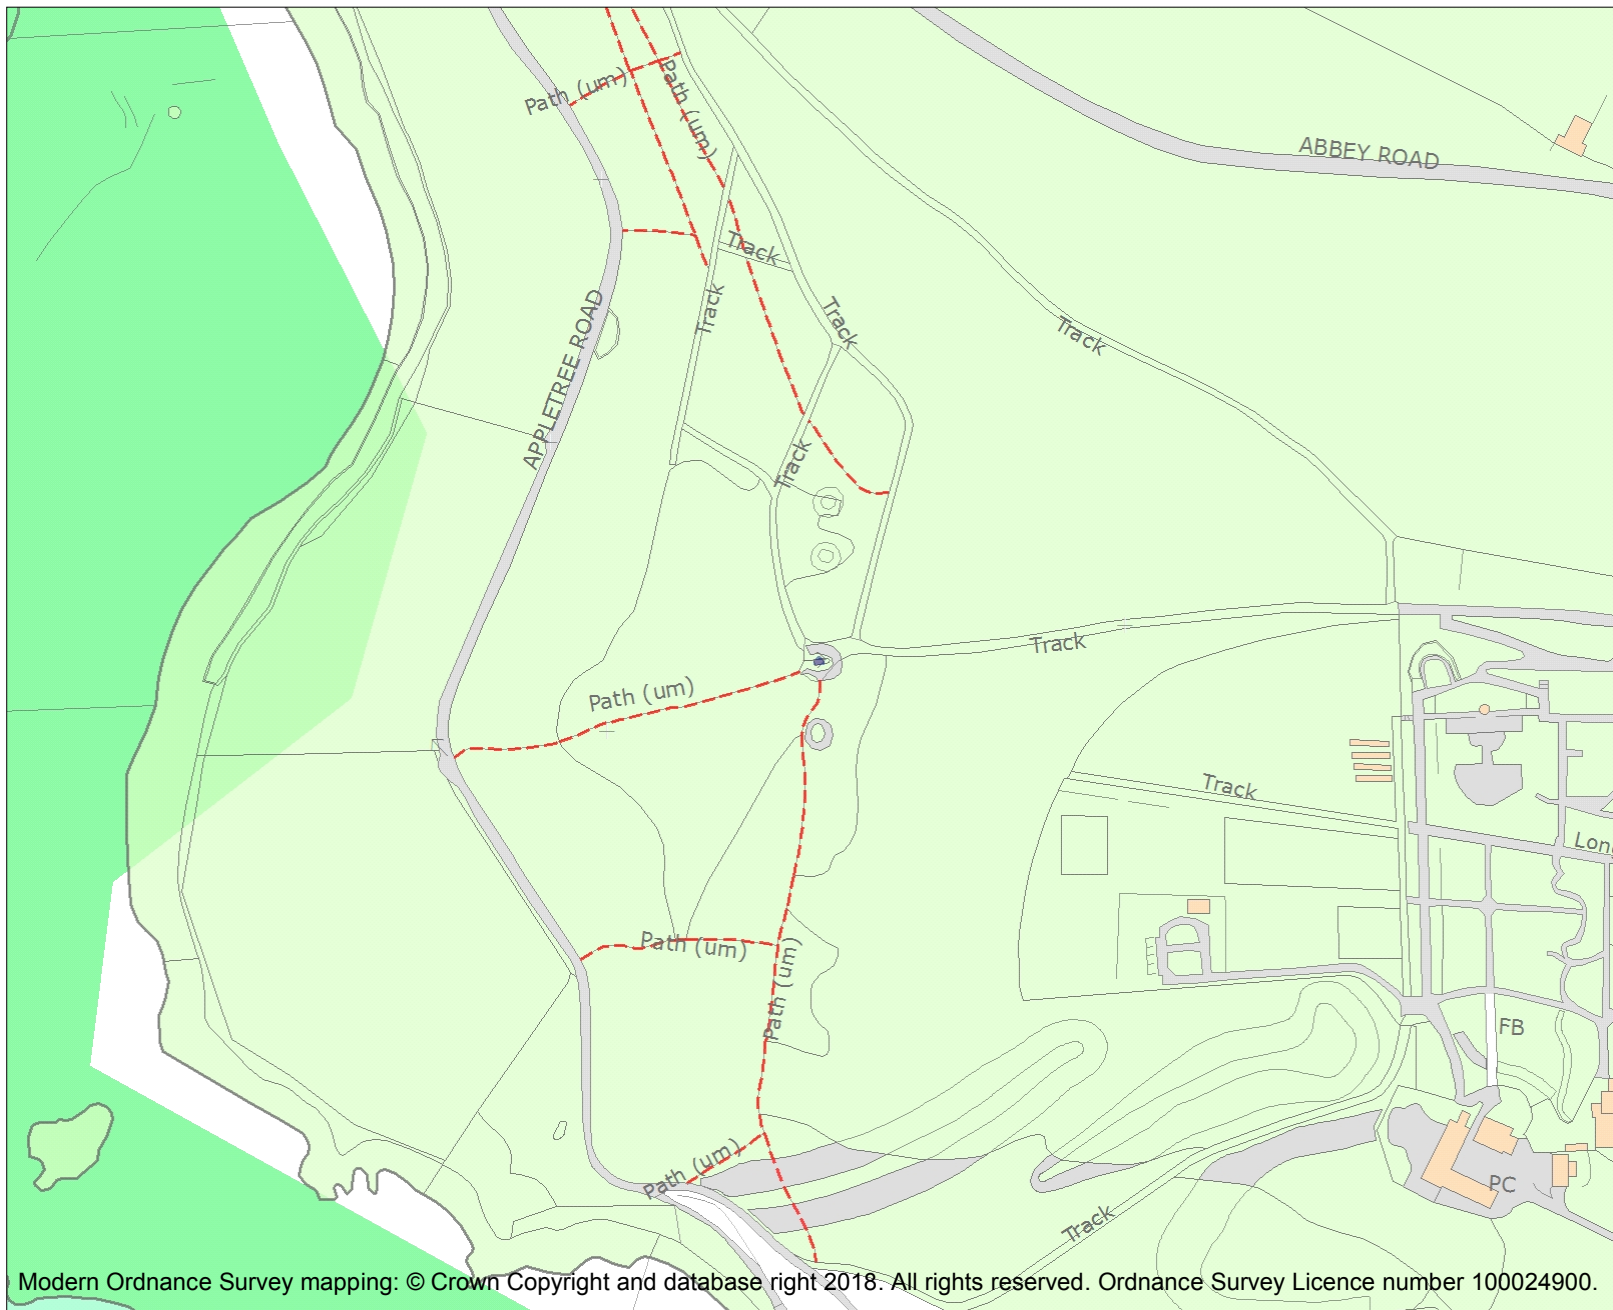 Path (um)
Path (um)
ABBEY ROAD
Track
Track
Track
Track
APPLETREE ROAD
Track
Track
Path (um)
Track
Path (um)
Path (um)
FB
Path (um)
PC
Track
Modern Ordnance Survey mapping: © Crown Copyright and database right 2018. All rights reserved. Ordnance Survey Licence number 100024900.